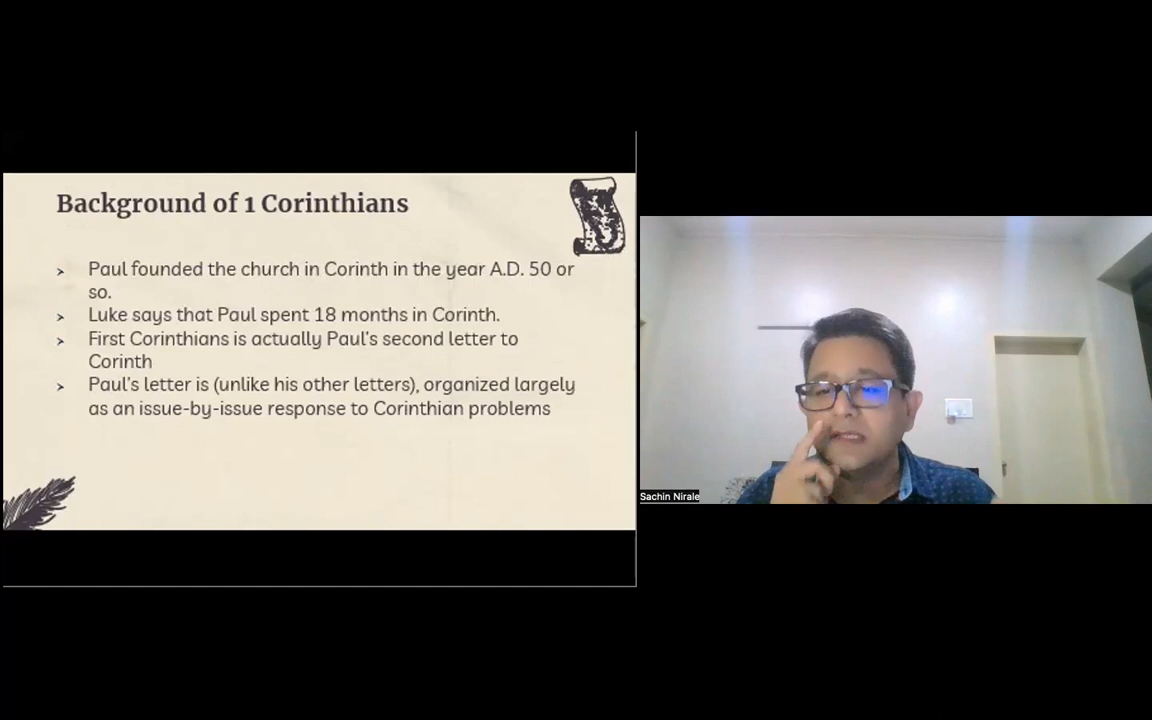 Background of 1 Corinthians
➤ Paul founded the church in Corinth in the year A.D. 50 or
so.
➤ Luke says that Paul spent 18 months in Corinth.
➤ First Corinthians is actually Paul's second letter to
Corinth
➤ Paul's letter is (unlike his other letters), organized largely
as an issue-by-issue response to Corinthian problems
Sachin Nirale